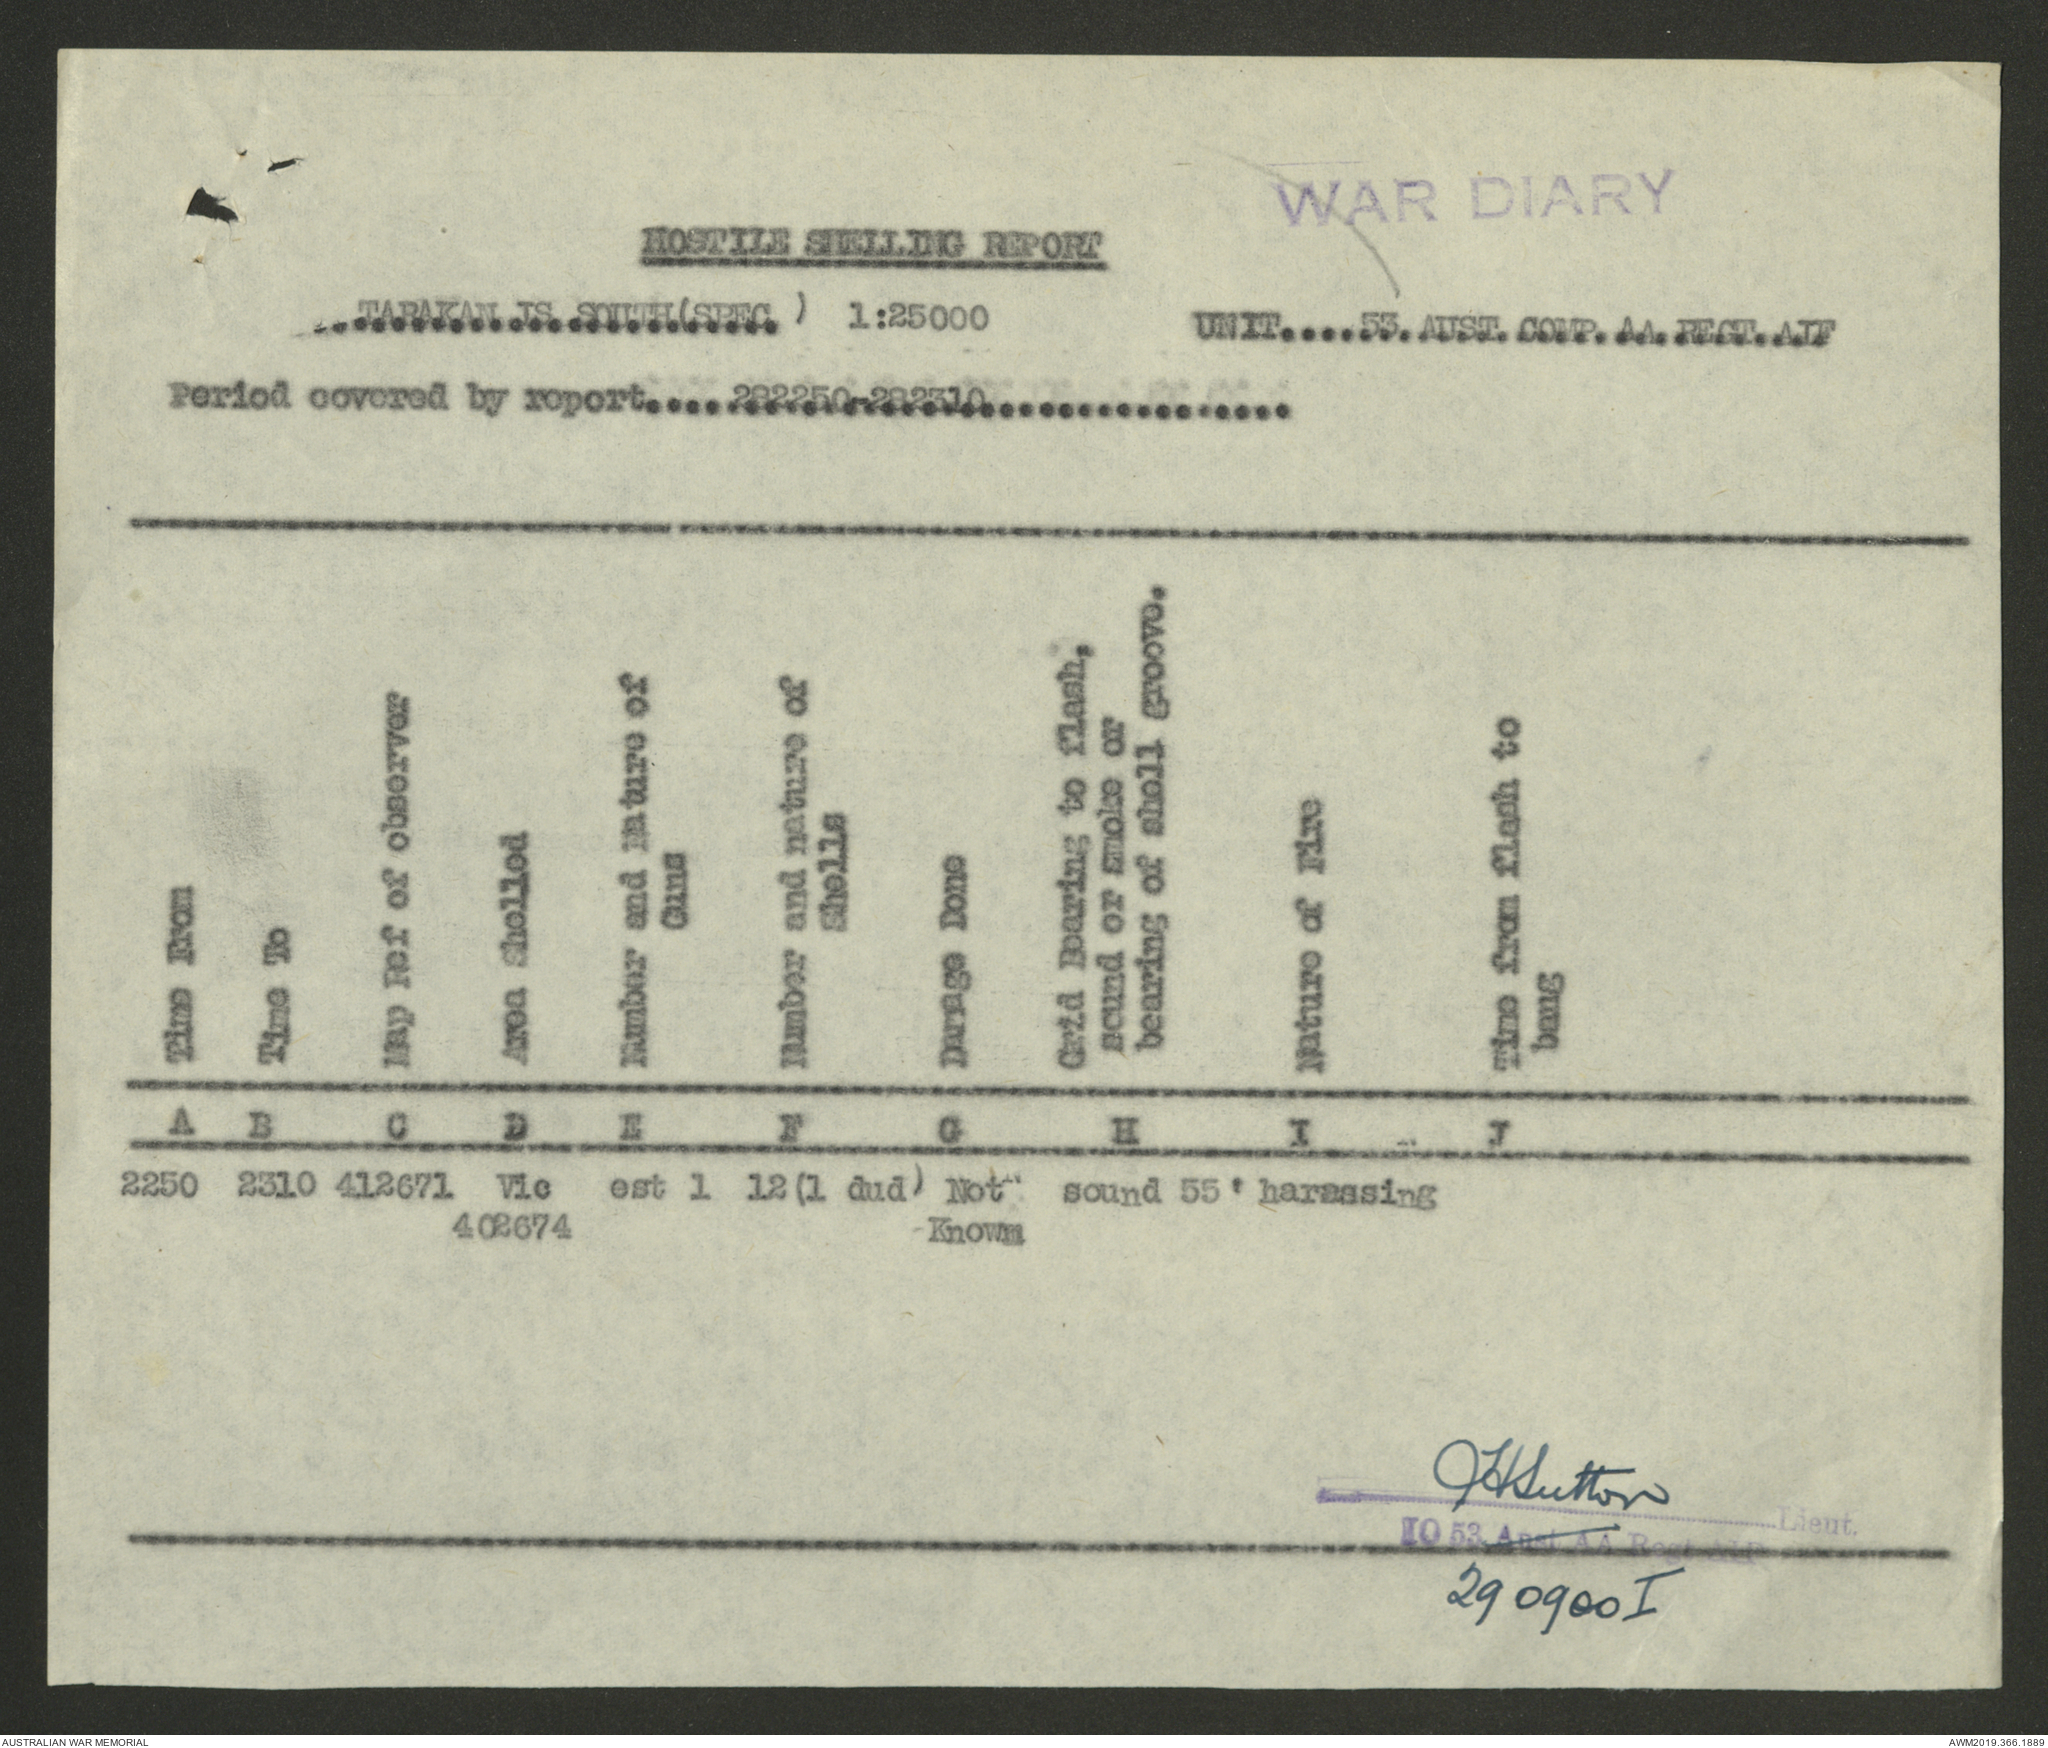 WAR DIARY
HOSTILE SHELLING REPORT
..TARAKAN IS SOUTH(SPEC ) 1:25000
UNIT....53.AUST.COMP.AA.REGT.AIF
Period covered by report.....282250-282310..................
Time From
Time To
Map Ref of observer
Area Shelled
Number and Nature of
Guns
Number and nature of
Shells
Damage Done
Grid Bearing to flash,
sound or smoke or
bearing of shell groove.
Nature of Fire
Time from flash to
bang
A B C D E F G H I J
2250 2310 412671 Vic est 1 12(1 dud) Not sound 55' harassing
402674 Known
JHSutton
Lieut.
IO 53 Aust AA Regt AIF
290900I
AUSTRALIAN WAR MEMORIAL
AWM2019.366.1889